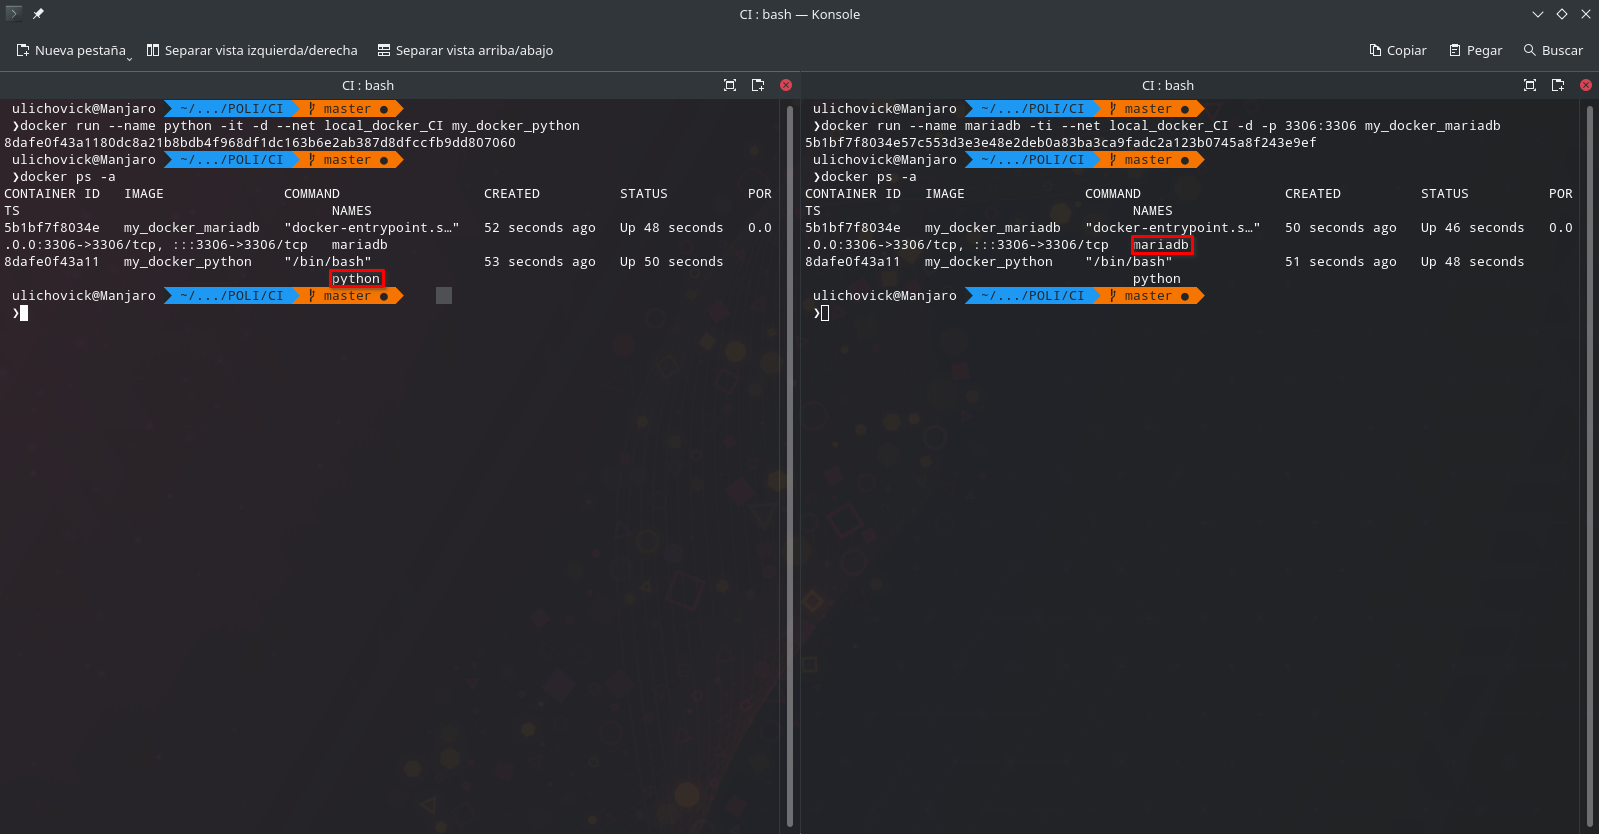 CI : bash — Konsole
Nueva pestaña Separar vista izquierda/derecha Separar vista arriba/abajo Copiar Pegar Buscar
CI : bash
ulichovick@Manjaro ~/.../POLI/CI master ●
❯docker run --name python -it -d --net local_docker_CI my_docker_python
8dafe0f43a1180dc8a21b8bdb4f968df1dc163b6e2ab387d8dfccfb9dd807060
ulichovick@Manjaro ~/.../POLI/CI master ●
❯docker ps -a
CONTAINER ID IMAGE COMMAND CREATED STATUS POR
TS NAMES
5b1bf7f8034e my_docker_mariadb "docker-entrypoint.s…" 52 seconds ago Up 48 seconds 0.0
.0.0:3306->3306/tcp, :::3306->3306/tcp mariadb
8dafe0f43a11 my_docker_python "/bin/bash" 53 seconds ago Up 50 seconds
python
ulichovick@Manjaro ~/.../POLI/CI master ●
❯
CI : bash
ulichovick@Manjaro ~/.../POLI/CI master ●
❯docker run --name mariadb -ti --net local_docker_CI -d -p 3306:3306 my_docker_mariadb
5b1bf7f8034e57c553d3e3e48e2deb0a83ba3ca9fadc2a123b0745a8f243e9ef
ulichovick@Manjaro ~/.../POLI/CI master ●
❯docker ps -a
CONTAINER ID IMAGE COMMAND CREATED STATUS POR
TS NAMES
5b1bf7f8034e my_docker_mariadb "docker-entrypoint.s…" 50 seconds ago Up 46 seconds 0.0
.0.0:3306->3306/tcp, :::3306->3306/tcp mariadb
8dafe0f43a11 my_docker_python "/bin/bash" 51 seconds ago Up 48 seconds
python
ulichovick@Manjaro ~/.../POLI/CI master ●
❯